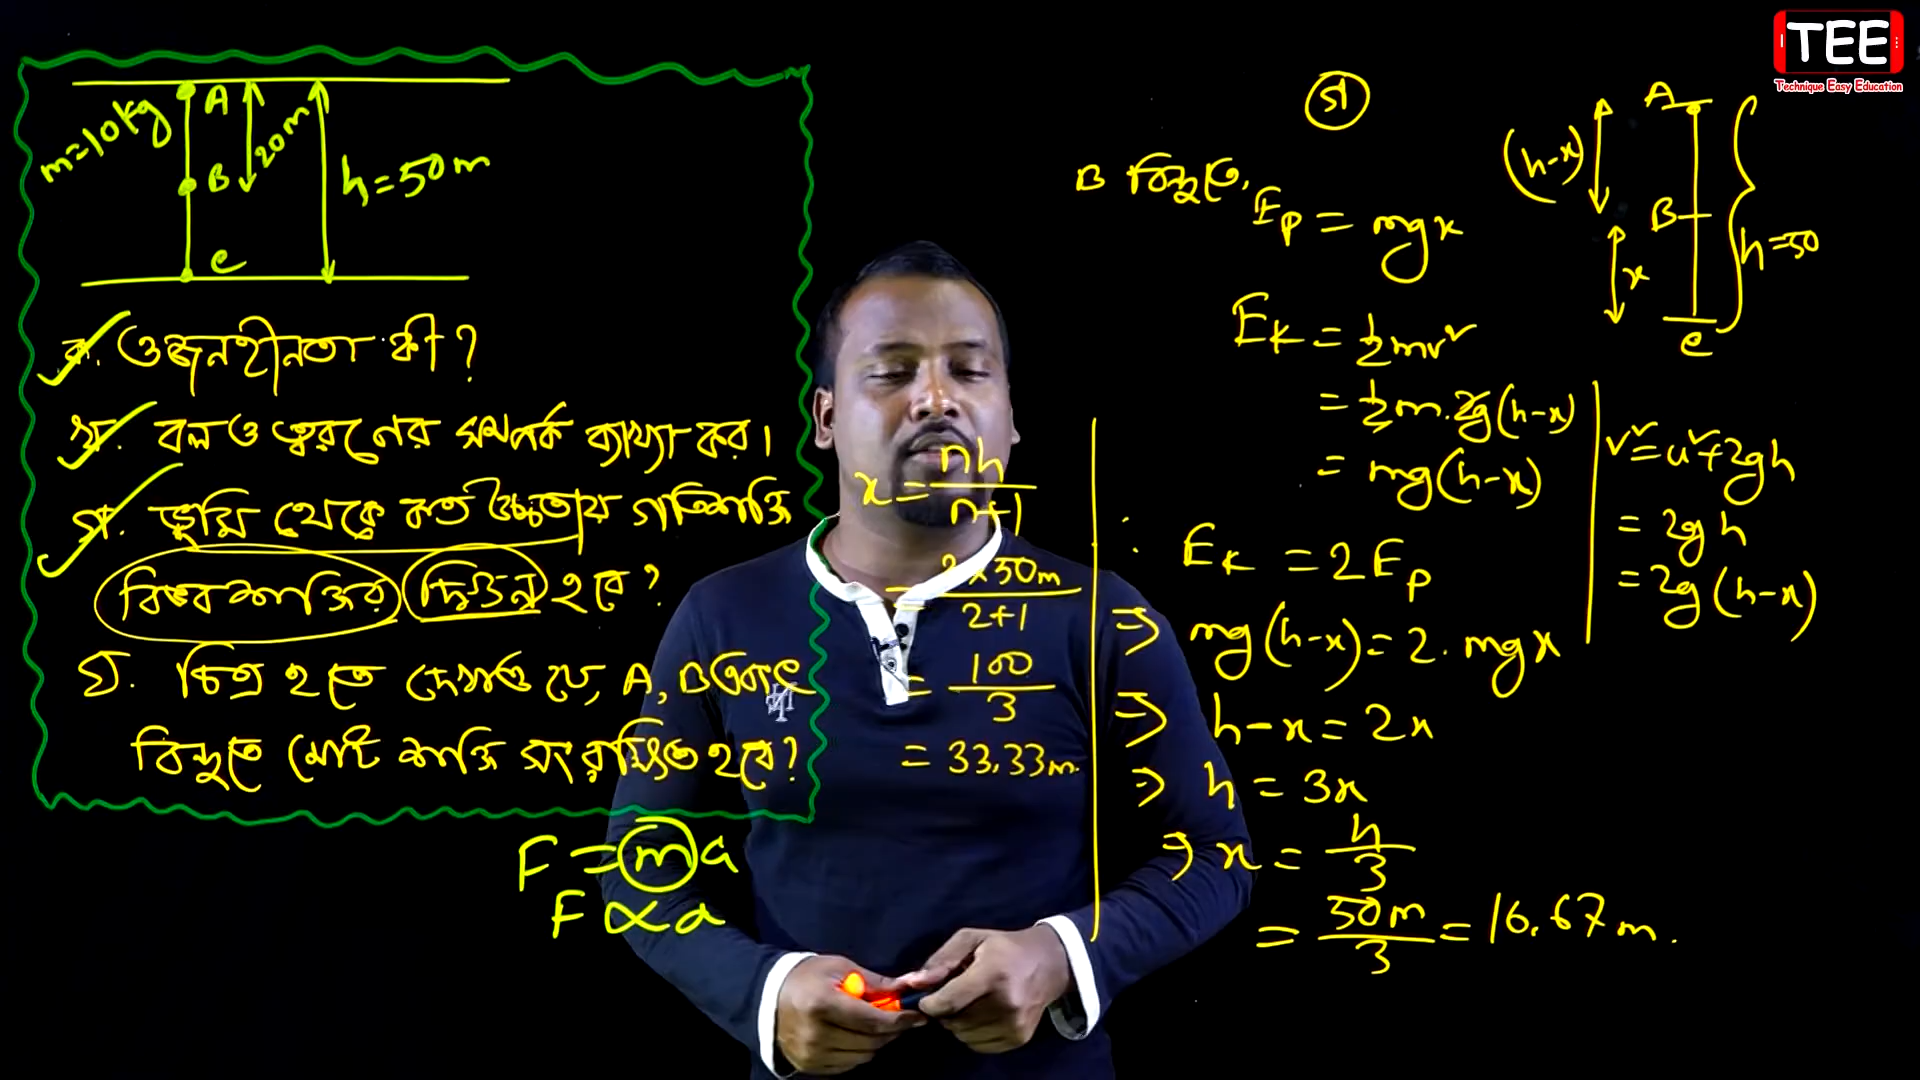 TEE
Technique Easy Education
A
B
C
m=10kg
20m
h=50m
ক. ওজনহীনতা কী?
খ. বল ও ত্বরণের সম্পর্ক ব্যাখ্যা কর।
গ. ভূমি থেকে কত উচ্চতায় গতিশক্তি
বিভবশক্তির দ্বিগুন হবে?
ঘ. চিত্র হতে দেখাও যে, A, B এবং C
বিন্দুতে মোট শক্তি সংরক্ষিত হবে?
F = ma
F ∝ a
x = nh/n+1
= 2×50m/2+1
= 100/3
= 33.33m.
গ
B বিন্দুতে,
Eₚ = mgx
Eₖ = ½mv²
= ½m.2g(h-x)
= mg(h-x)
∴ Eₖ = 2Eₚ
⇒ mg(h-x) = 2.mgx
⇒ h-x = 2x
⇒ h = 3x
⇒ x = h/3
= 50m/3 = 16.67m.
A
(h-x)
B
x
C
h=50
v²=u²+2gh
= 2gh
= 2g(h-x)